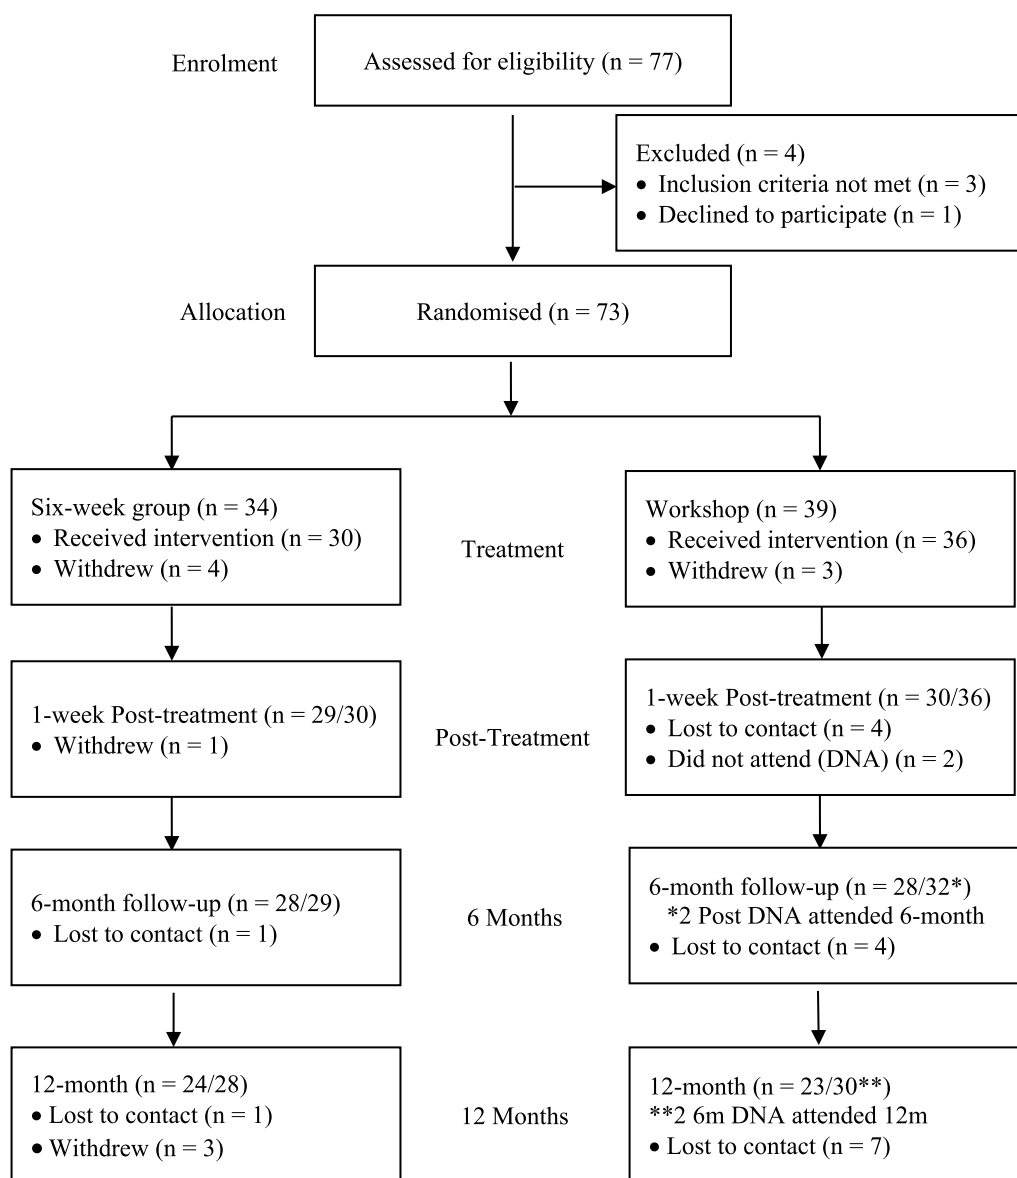 Enrolment
Assessed for eligibility (n = 77)
Excluded (n = 4)
• Inclusion criteria not met (n = 3)
• Declined to participate (n = 1)
Allocation
Randomised (n = 73)
Six-week group (n = 34)
• Received intervention (n = 30)
• Withdrew (n = 4)
Treatment
Workshop (n = 39)
• Received intervention (n = 36)
• Withdrew (n = 3)
1-week Post-treatment (n = 29/30)
• Withdrew (n = 1)
Post-Treatment
1-week Post-treatment (n = 30/36)
• Lost to contact (n = 4)
• Did not attend (DNA) (n = 2)
6-month follow-up (n = 28/29)
• Lost to contact (n = 1)
6 Months
6-month follow-up (n = 28/32*)
*2 Post DNA attended 6-month
• Lost to contact (n = 4)
12-month (n = 24/28)
• Lost to contact (n = 1)
• Withdrew (n = 3)
12 Months
12-month (n = 23/30**)
**2 6m DNA attended 12m
• Lost to contact (n = 7)